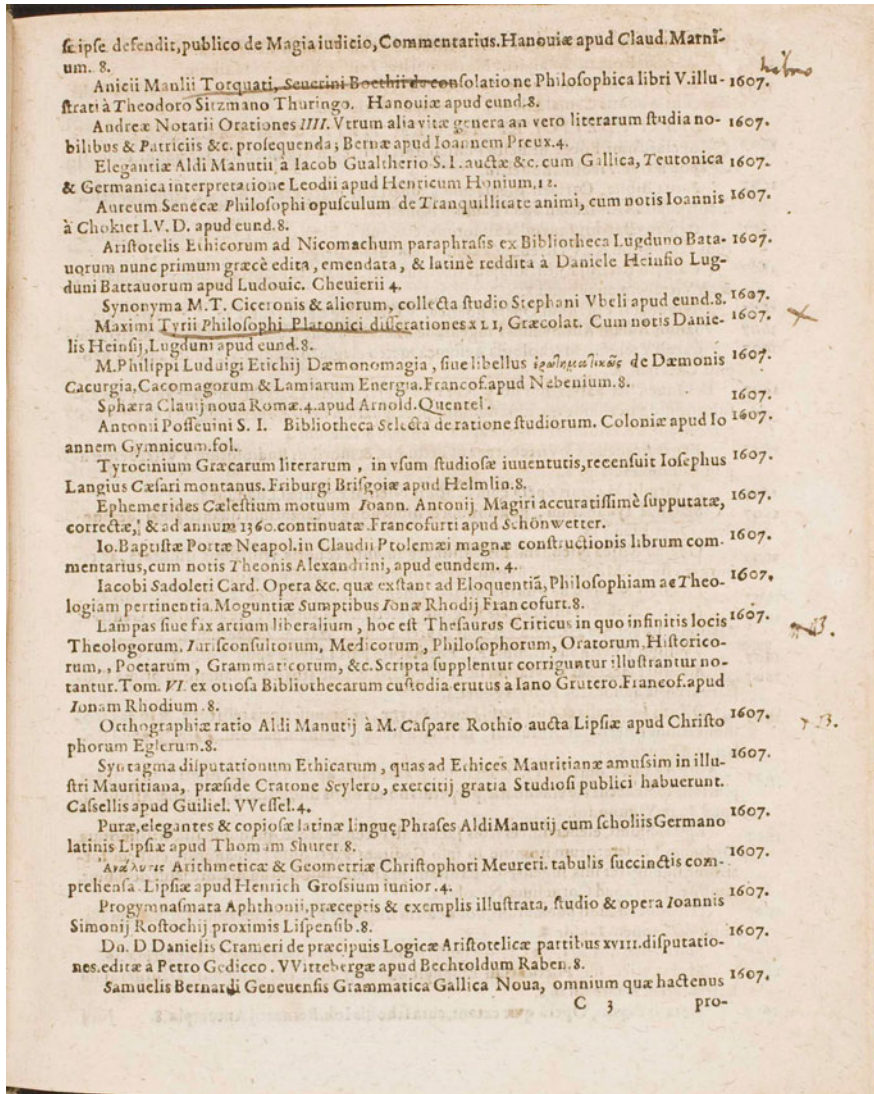 ſe ipſe defendit, publico de Magia iudicio, Commentarius. Hanouiæ apud Claud. Marni-
um. 8.
Anicii Manlii Torquati, Seuerini Boethii de conſolatione Philoſophica libri V. illu- 1607.
ſtrati à Theodoro Sitzmano Thuringo. Hanouiæ apud eund. 8.
Andreæ Notarii Orationes IIII. Vtrum alia vitæ genera an vero literarum ſtudia no- 1607.
bilibus & Patriciis &c. proſequenda; Bernæ apud Ioannem Preux. 4.
Elegantiæ Aldi Manutii, à Iacob Gualtherio S. I. auctæ &c. cum Gallica, Teutonica 1607.
& Germanica interpretatione Leodii apud Henricum Honium, 12.
Aureum Senecæ Philoſophi opuſculum de Tranquillitate animi, cum notis Ioannis 1607.
à Chokier I. V. D. apud eund. 8.
Ariſtotelis Ethicorum ad Nicomachum paraphraſis ex Bibliotheca Lugduno Bata- 1607.
uorum nunc primum græcè edita, emendata, & latinè reddita à Daniele Heinſio Lug-
duni Battauorum apud Ludouic. Cheuierii 4.
Synonyma M. T. Ciceronis & aliorum, collecta ſtudio Stephani Vbeli apud eund. 8. 1607.
Maximi Tyrii Philoſophi Platonici diſſerationes XLI, Græcolat. Cum notis Danie- 1607.
lis Heinſij, Lugduni apud eund. 8.
M. Philippi Luduigi Etichij Dæmonomagia, ſiue libellus ἐρωτηματικῶς de Dæmonis 1607.
Cacurgia, Cacomagorum & Lamiarum Energia. Francof. apud Nebenium. 8.
Sphæra Clauij noua Romæ. 4. apud Arnold. Quentel. 1607.
Antonii Poſſeuini S. I. Bibliotheca Selecta de ratione ſtudiorum. Coloniæ apud Io 1607.
annem Gymnicum. fol.
Tyrocinium Græcarum literarum, in vſum ſtudioſæ iuuentutis, recenſuit Ioſephus 1607.
Langius Cæſari montanus. Friburgi Briſgoiæ apud Helmlin. 8.
Ephemerides Cæleſtium motuum Ioann. Antonij Magiri accuratiſſimè ſupputatæ, 1607.
correctæ, & ad annum 1360. continuatæ. Francofurti apud Schönwetter.
Io. Baptiſtæ Portæ Neapol. in Claudii Ptolemæi magnæ conſtructionis librum com- 1607.
mentarius, cum notis Theonis Alexandrini, apud eundem. 4.
Iacobi Sadoleti Card. Opera &c. quæ exſtant ad Eloquentiã, Philoſophiam ac Theo- 1607.
logiam pertinentia. Moguntiæ Sumptibus Ionæ Rhodij Francofurt. 8.
Lampas ſiue fax artium liberalium, hoc eſt Theſaurus Criticus in quo infinitis locis 1607.
Theologorum. Iuriſconſultorum, Medicorum, Philoſophorum, Oratorum, Hiſtorico-
rum,, Poetarum, Grammaticorum, &c. Scripta ſupplentur corriguntur illuſtrantur no-
tantur. Tom. VI. ex otioſa Bibliothecarum cuſtodia erutus à Iano Grutero. Francof. apud
Ionam Rhodium. 8.
Orthographiæ ratio Aldi Manutij à M. Caſpare Rothio aucta Lipſiæ apud Chriſto 1607.
phorum Eglerum. 8.
Syntagma diſputationum Ethicarum, quas ad Ethices Mauritianæ amuſsim in illu- 1607.
ſtri Mauritiana, præſide Cratone Scylero, exercitij gratia Studioſi publici habuerunt.
Caſſellis apud Guiliel. VVeſſel. 4.
Puræ, elegantes & copioſæ latinæ linguę Phraſes Aldi Manutij cum ſcholiis Germano 1607.
latinis Lipſiæ apud Thomam Shurer. 8.
Ἀνάλυσις Arithmeticæ & Geometriæ Chriſtophori Meureri. tabulis ſuccinctis com- 1607.
prehenſa. Lipſiæ apud Henrich Groſsium iunior. 4.
Progymnaſmata Aphthonii, præceptis & exemplis illuſtrata, ſtudio & opera Ioannis 1607.
Simonij Roſtochij proximis Liſpenſib. 8.
Dn. D Danielis Crameri de præcipuis Logicæ Ariſtotelicæ partibus XVIII. diſputatio- 1607.
nes. editæ à Petro Gedicco. VVittebergæ apud Bechtoldum Raben. 8.
Samuelis Bernardi Geneuenſis Grammatica Gallica Noua, omnium quæ hactenus 1607.
C 3 pro-